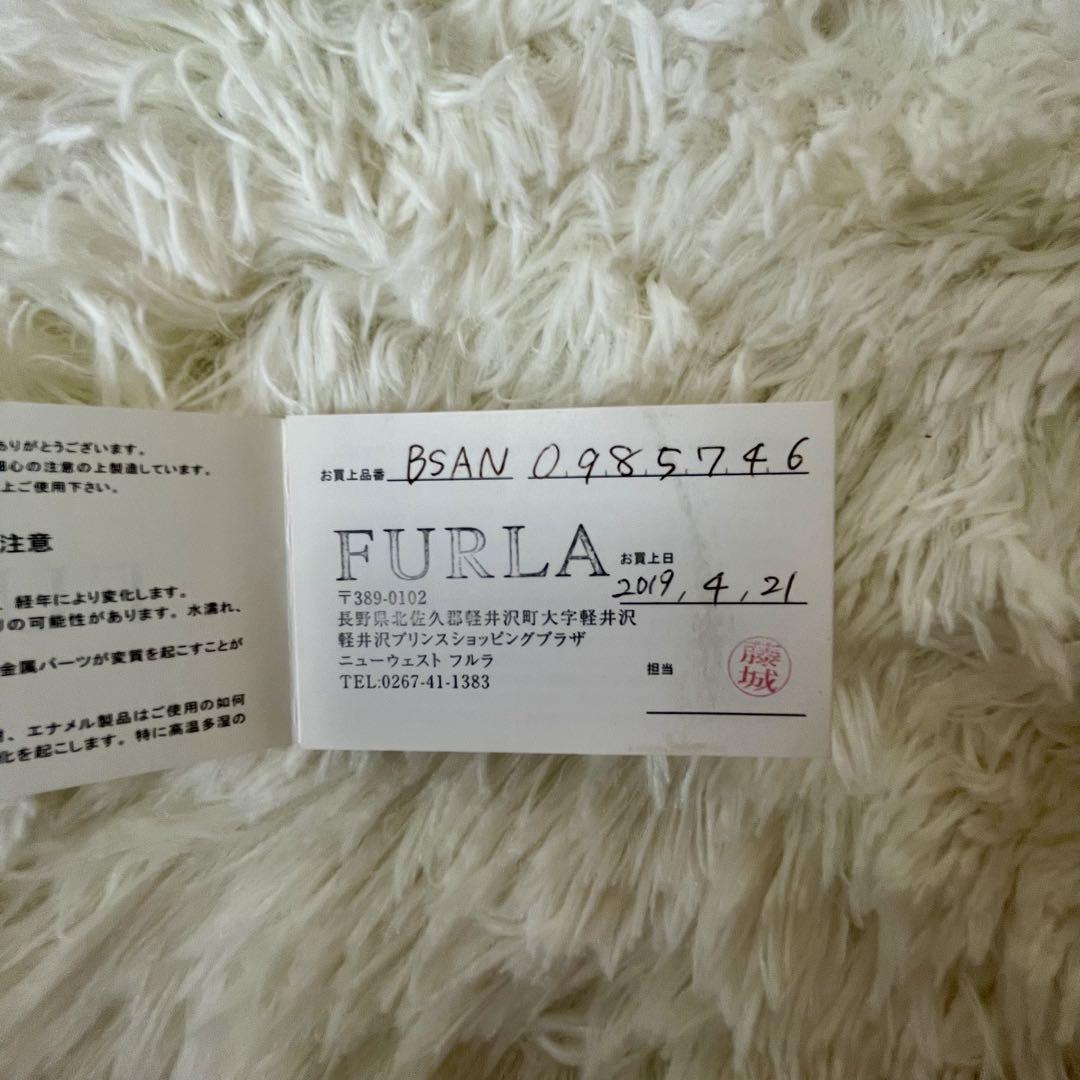 ありがとうございます。
細心の注意の上製造しています。
上ご使用下さい。
注意
、経年により変化します。
りの可能性があります。水濡れ、
金属パーツが変質を起こすことが
、エナメル製品はご使用の如何
化を起こします。特に高温多湿の
お買上品番 BSAN 0985746
FURLA
お買上日
2019, 4, 21
〒389-0102
長野県北佐久郡軽井沢町大字軽井沢
軽井沢プリンスショッピングプラザ
ニューウェスト フルラ
TEL:0267-41-1383
担当
藤城